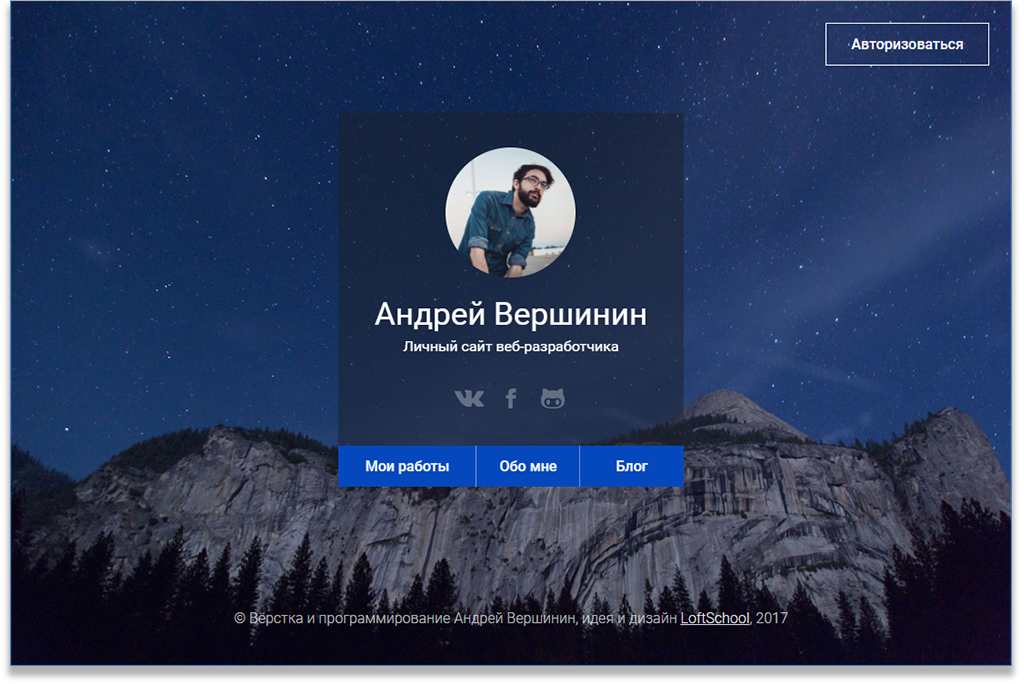 Авторизоваться
Андрей Вершинин
Личный сайт веб-разработчика
Мои работы
Обо мне
Блог
© Вёрстка и программирование Андрей Вершинин, идея и дизайн LoftSchool, 2017